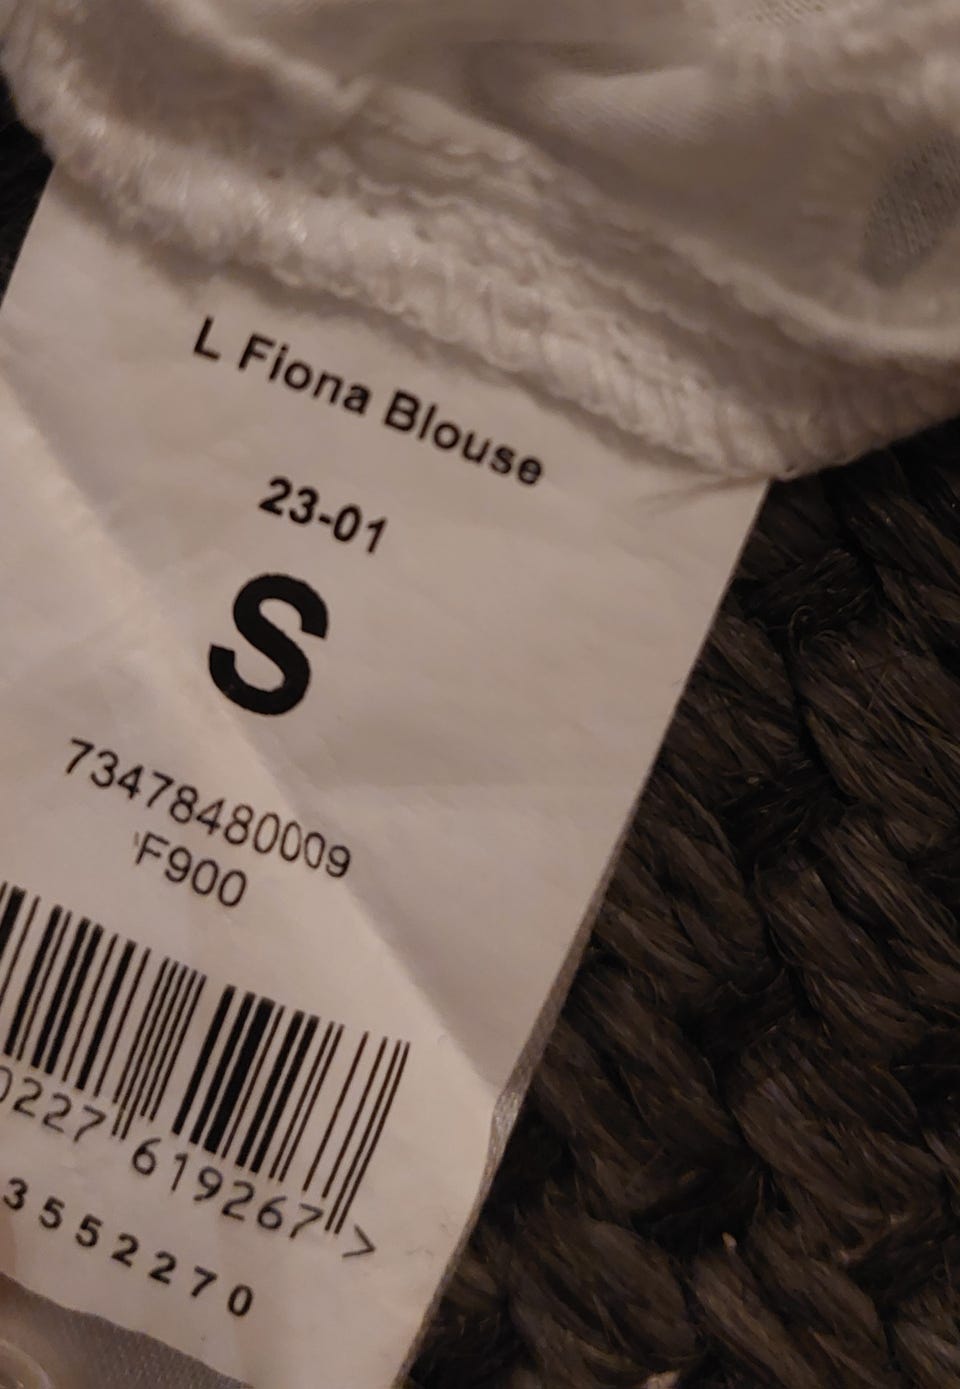 L Fiona Blouse
23-01
S
73478480009
F900
0227 619267 >
3552270